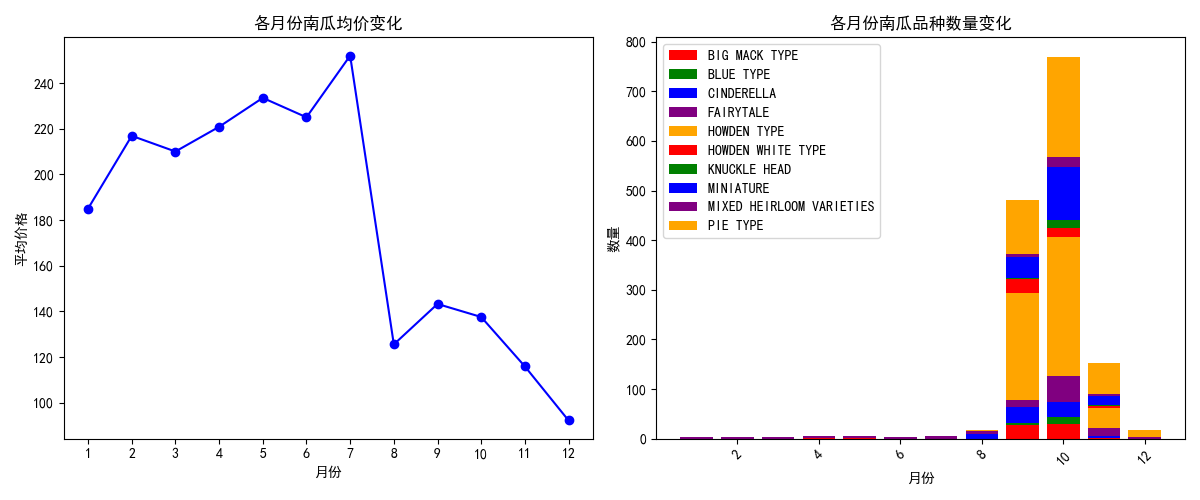 各月份南瓜均价变化
平均价格
240
220
200
180
160
140
120
100
1 2 3 4 5 6 7 8 9 10 11 12
月份
各月份南瓜品种数量变化
数量
800
700
600
500
400
300
200
100
0
BIG MACK TYPE
BLUE TYPE
CINDERELLA
FAIRYTALE
HOWDEN TYPE
HOWDEN WHITE TYPE
KNUCKLE HEAD
MINIATURE
MIXED HEIRLOOM VARIETIES
PIE TYPE
2 4 6 8 10 12
月份